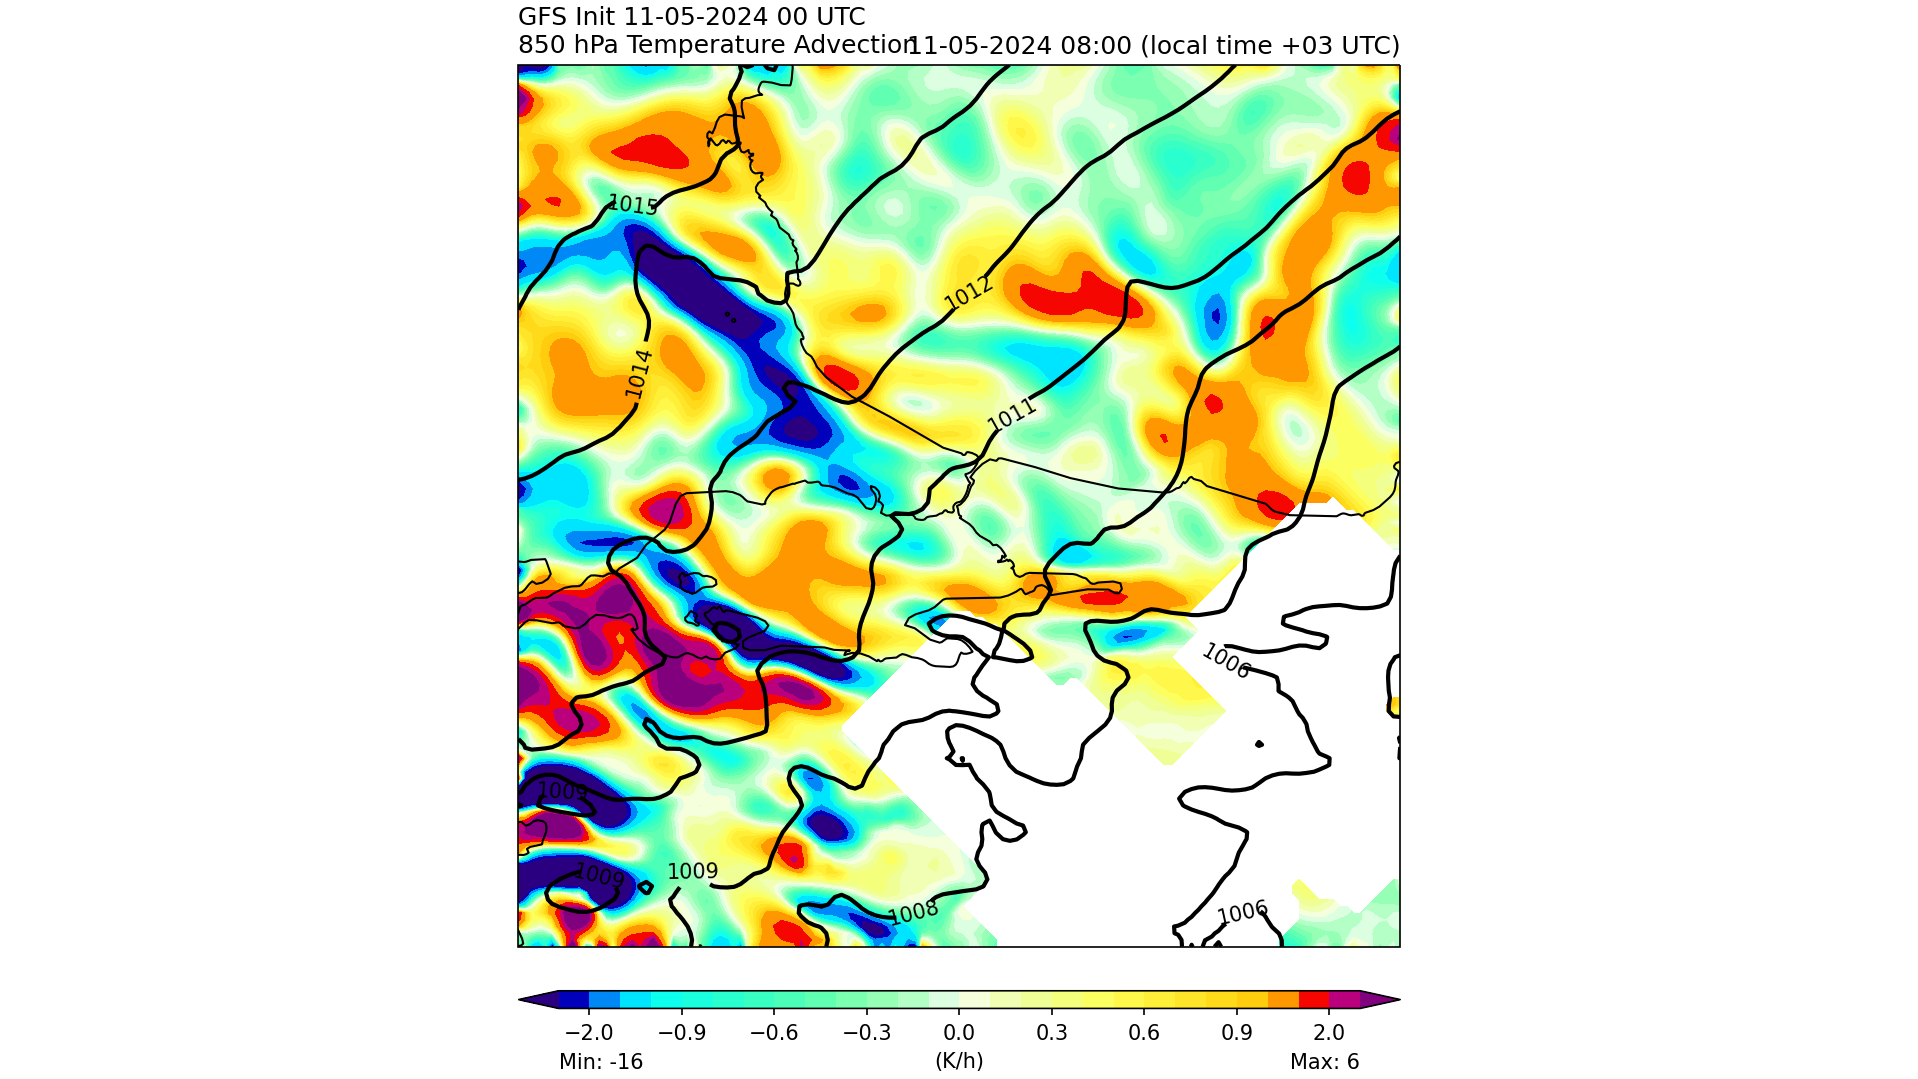 GFS Init 11-05-2024 00 UTC
850 hPa Temperature Advection
11-05-2024 08:00 (local time +03 UTC)
1015
1012
1014
1011
1006
1009
1009
1009
1008
1006
−2.0 −0.9 −0.6 −0.3 0.0 0.3 0.6 0.9 2.0
Min: -16 (K/h) Max: 6